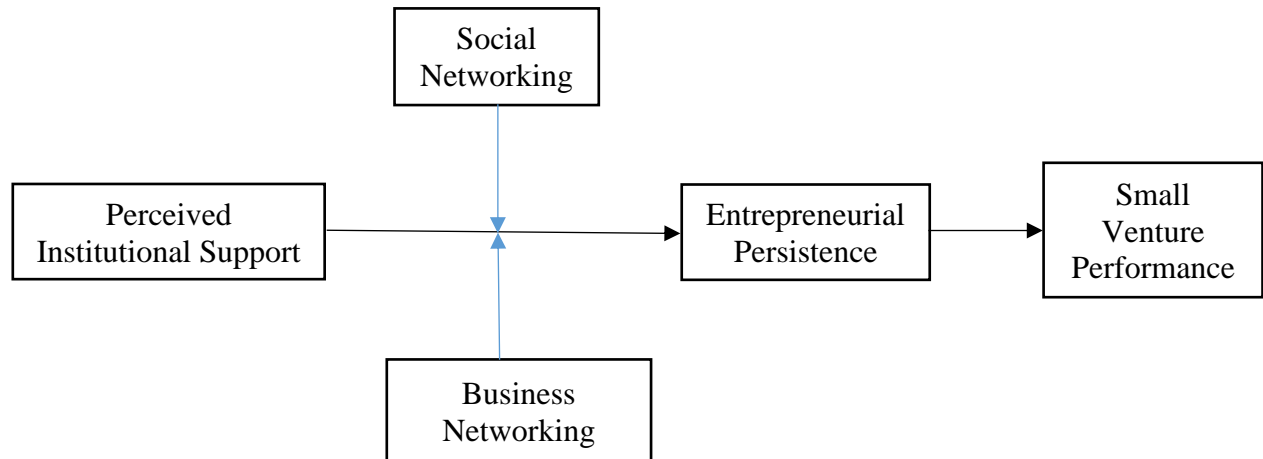 Social
Networking
Perceived
Institutional Support
Entrepreneurial
Persistence
Small
Venture
Performance
Business
Networking